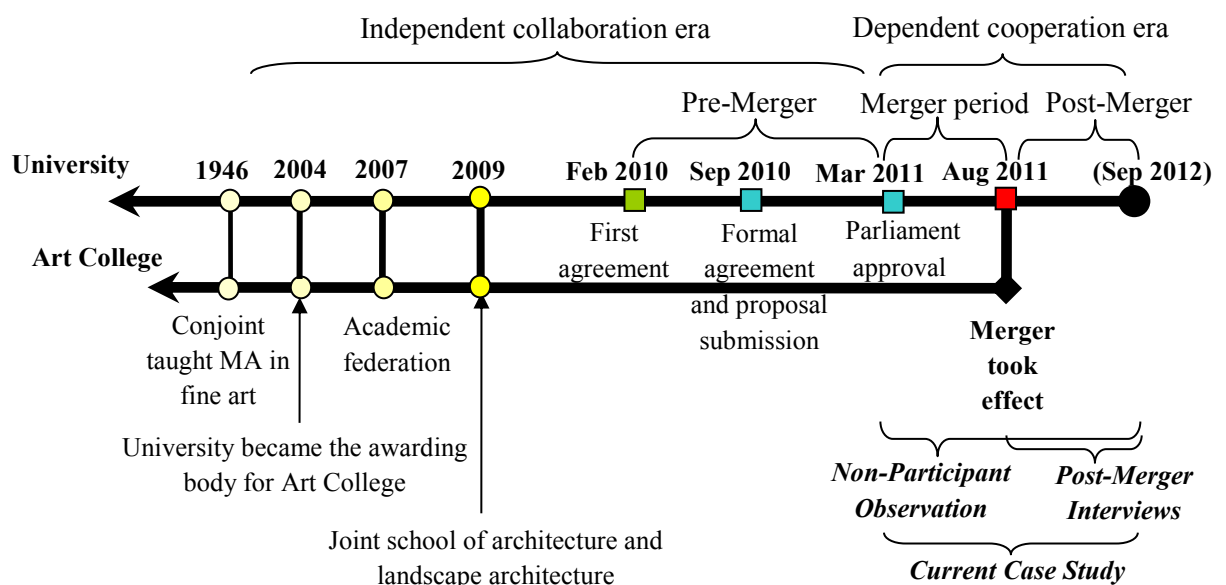 Independent collaboration era
Dependent cooperation era
Pre-Merger
Merger period
Post-Merger
University
1946
2004
2007
2009
Feb 2010
Sep 2010
Mar 2011
Aug 2011
(Sep 2012)
Art College
First
agreement
Formal
agreement
and proposal
submission
Parliament
approval
Conjoint
taught MA in
fine art
Academic
federation
Merger
took
effect
University became the awarding
body for Art College
Joint school of architecture and
landscape architecture
Non-Participant
Observation
Post-Merger
Interviews
Current Case Study